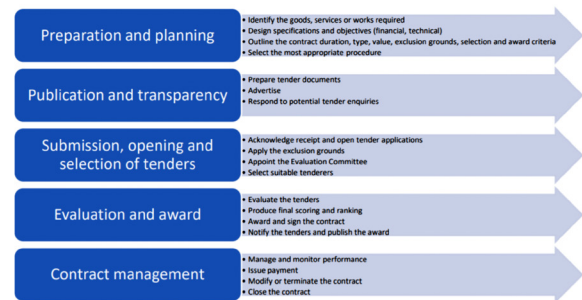 Preparation and planning
• Identify the goods, services or works required
• Design specifications and objectives (financial, technical)
• Outline the contract duration, type, value, exclusion grounds, selection and award criteria
• Select the most appropriate procedure
Publication and transparency
• Prepare tender documents
• Advertise
• Respond to potential tender enquiries
Submission, opening and
selection of tenders
• Acknowledge receipt and open tender applications
• Apply the exclusion grounds
• Appoint the Evaluation Committee
• Select suitable tenderers
Evaluation and award
• Evaluate the tenders
• Produce final scoring and ranking
• Award and sign the contract
• Notify the tenders and publish the award
Contract management
• Manage and monitor performance
• Issue payment
• Modify or terminate the contract
• Close the contract